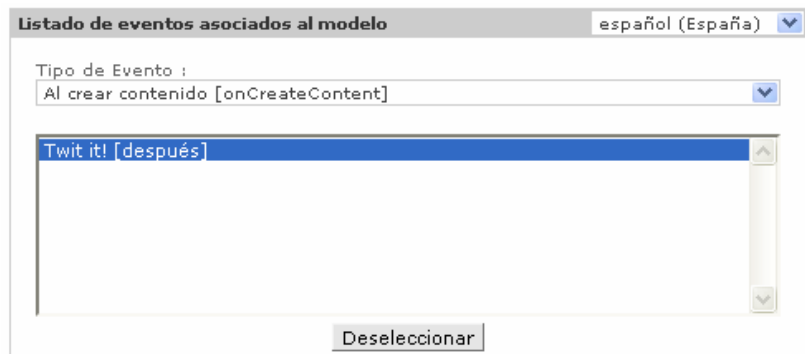 Listado de eventos asociados al modelo español (España)
Tipo de Evento :
Al crear contenido [onCreateContent]
Twit it! [después]
Deseleccionar